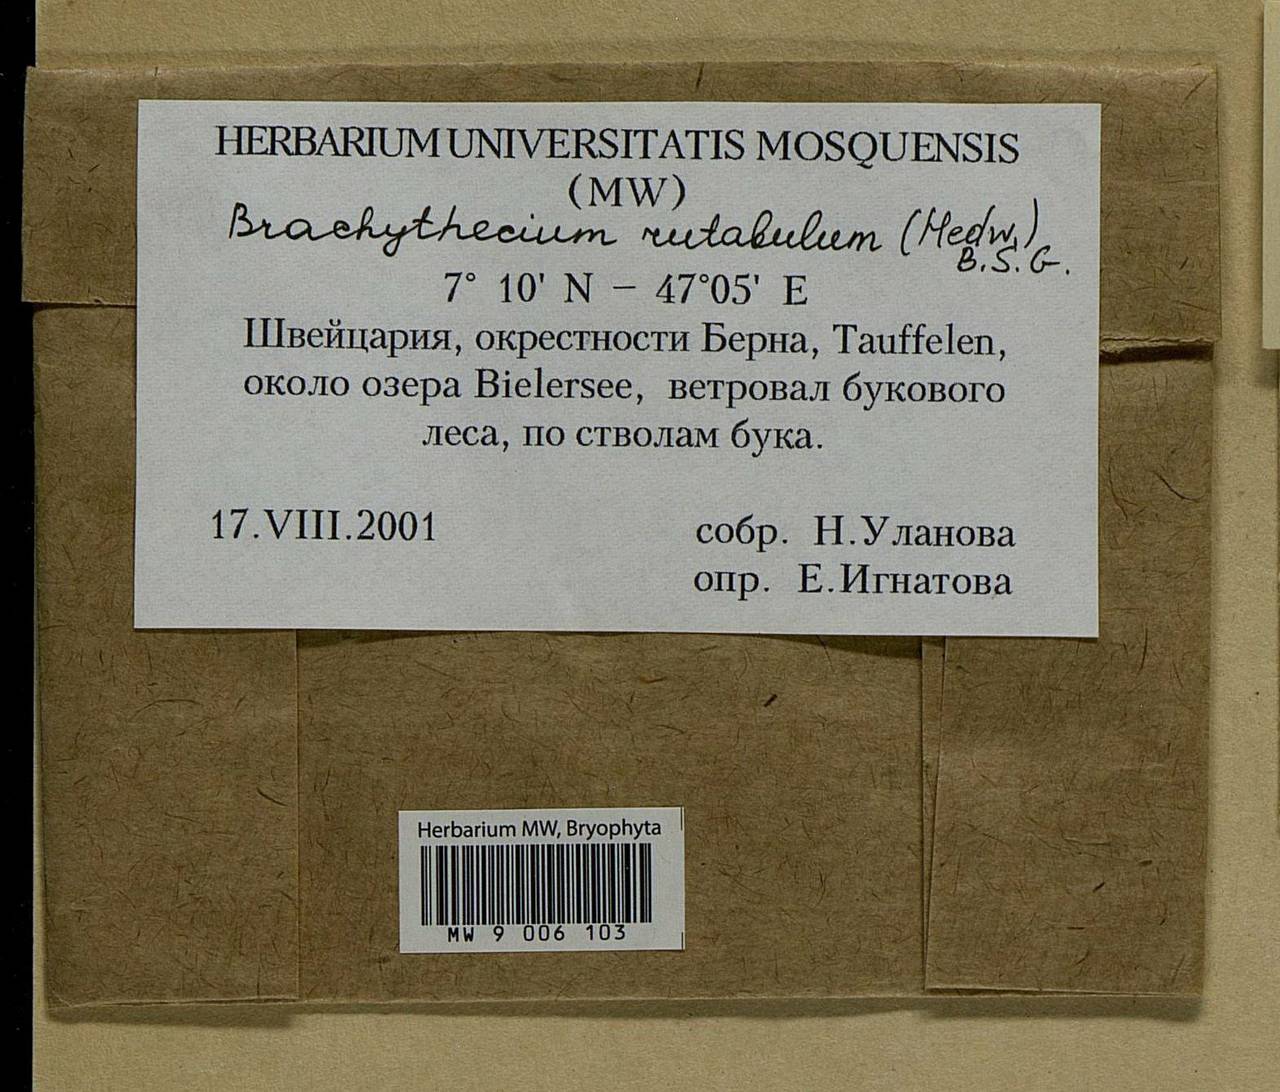 HERBARIUM UNIVERSITATIS MOSQUENSIS
(MW)
Brachythecium rutabulum (Hedw.)
B.S.G.
7° 10' N – 47°05' E
Швейцария, окрестности Берна, Tauffelen,
около озера Bielersee, ветровал букового
леса, по стволам бука.
17.VIII.2001
собр. Н.Уланова
опр. Е.Игнатова
Herbarium MW, Bryophyta
MW 9 006 103